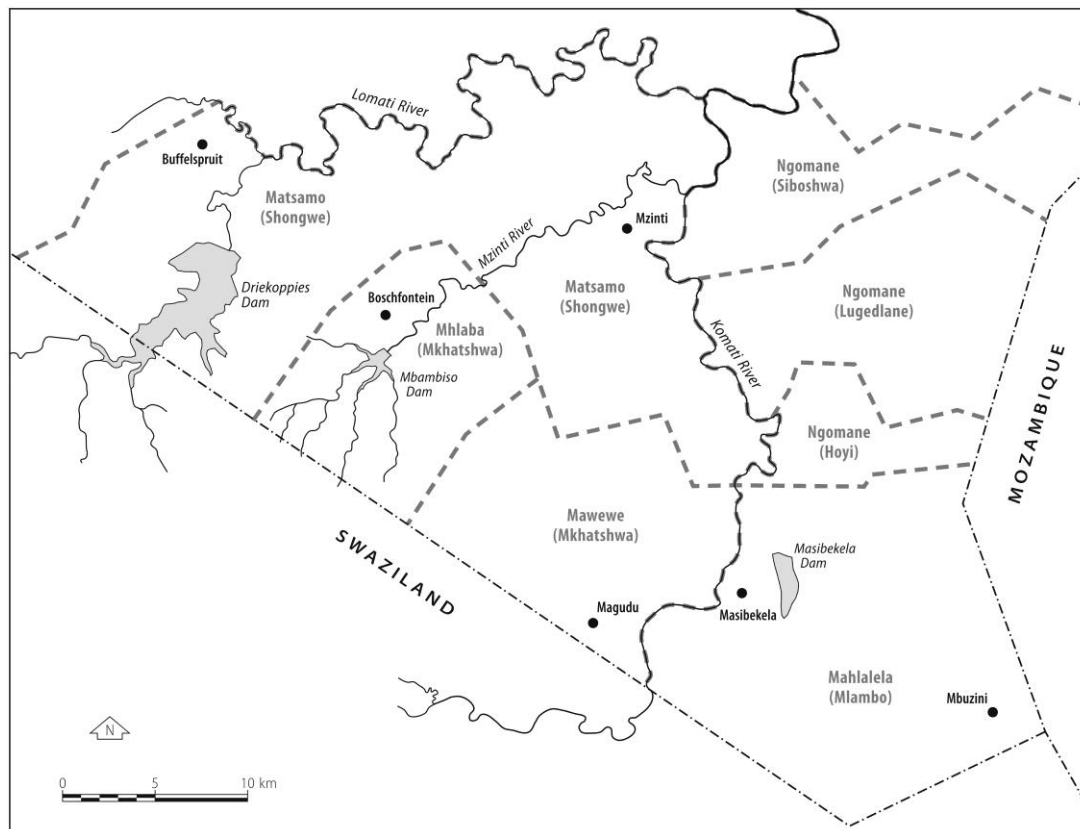 Lomati River
Buffelspruit
Ngomane
(Siboshwa)
Matsamo
(Shongwe)
Mzinti
Mzinti River
Driekoppies
Dam
Matsamo
(Shongwe)
Boschfontein
Ngomane
(Lugedlane)
Mhlaba
(Mkhatshwa)
Komati River
Mbambiso
Dam
MOZAMBIQUE
Ngomane
(Hoyi)
Mawewe
(Mkhatshwa)
SWAZILAND
Masibekela
Dam
Magudu
Masibekela
Mahlalela
(Mlambo)
Mbuzini
N
0 5 10 km